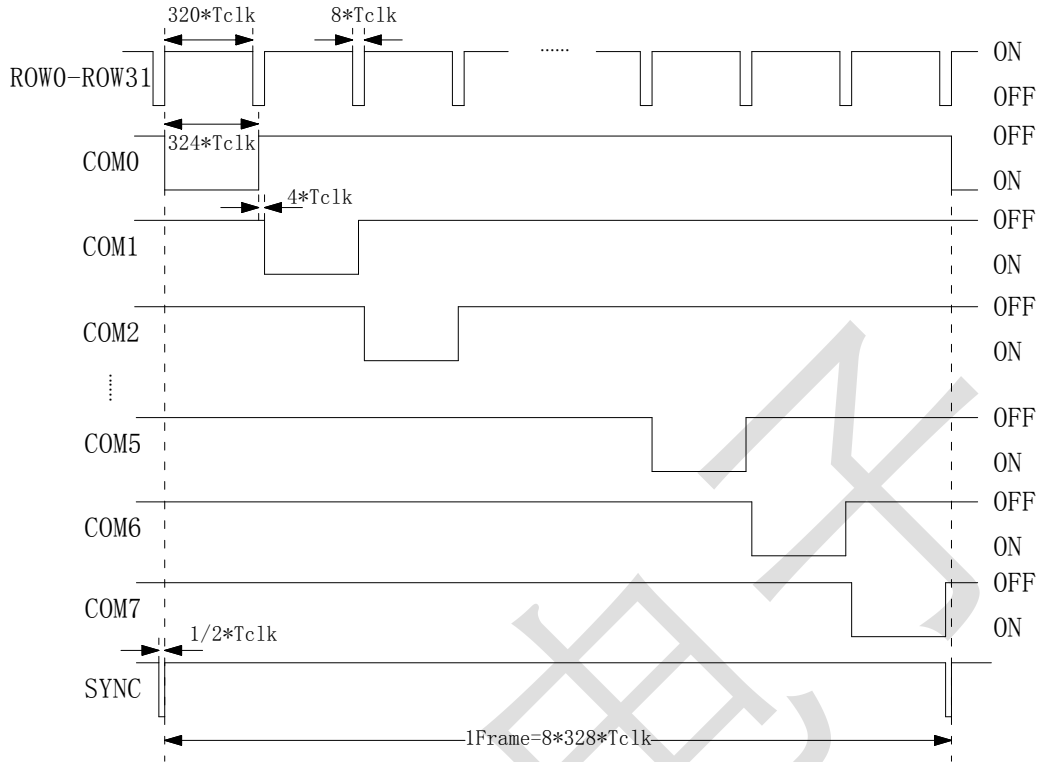 320*Tclk
8*Tclk
......
ON
ROW0-ROW31
OFF
OFF
324*Tclk
COM0
ON
4*Tclk
OFF
COM1
ON
OFF
COM2
ON
......
OFF
COM5
ON
OFF
COM6
ON
OFF
COM7
ON
1/2*Tclk
SYNC
1Frame=8*328*Tclk
电子